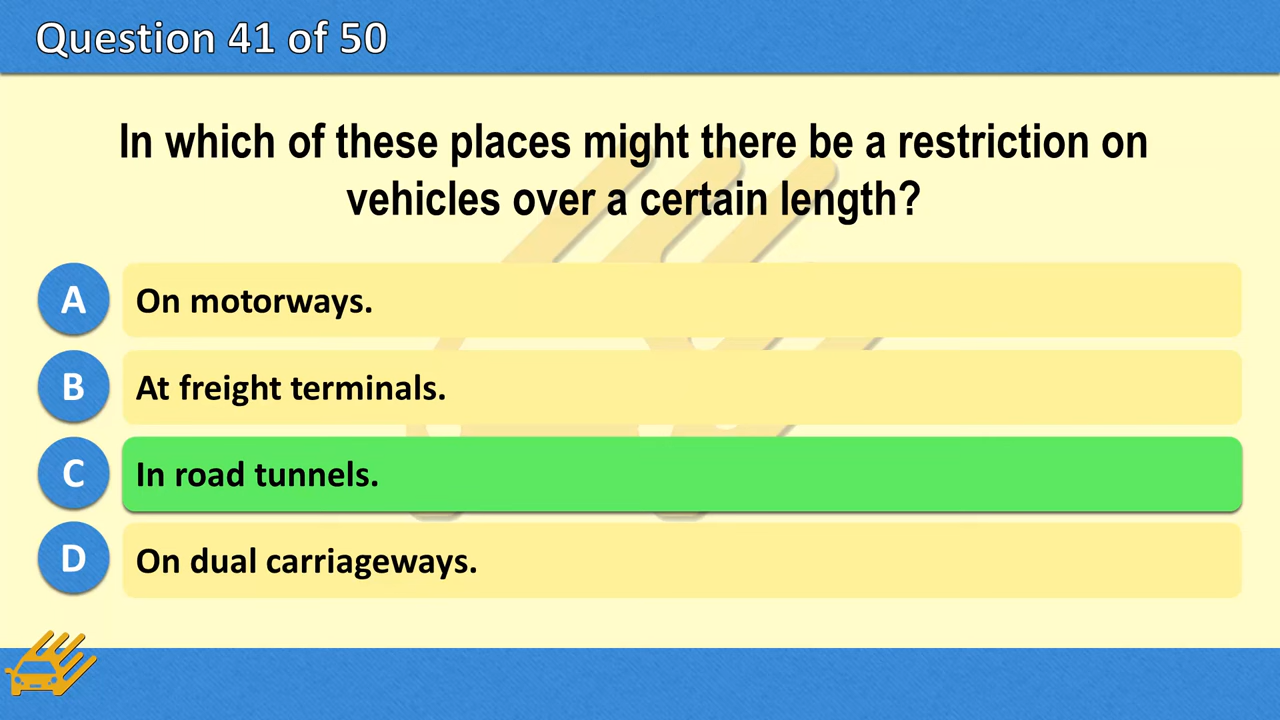 Question 41 of 50
In which of these places might there be a restriction on
vehicles over a certain length?
A
On motorways.
B
At freight terminals.
C
In road tunnels.
D
On dual carriageways.